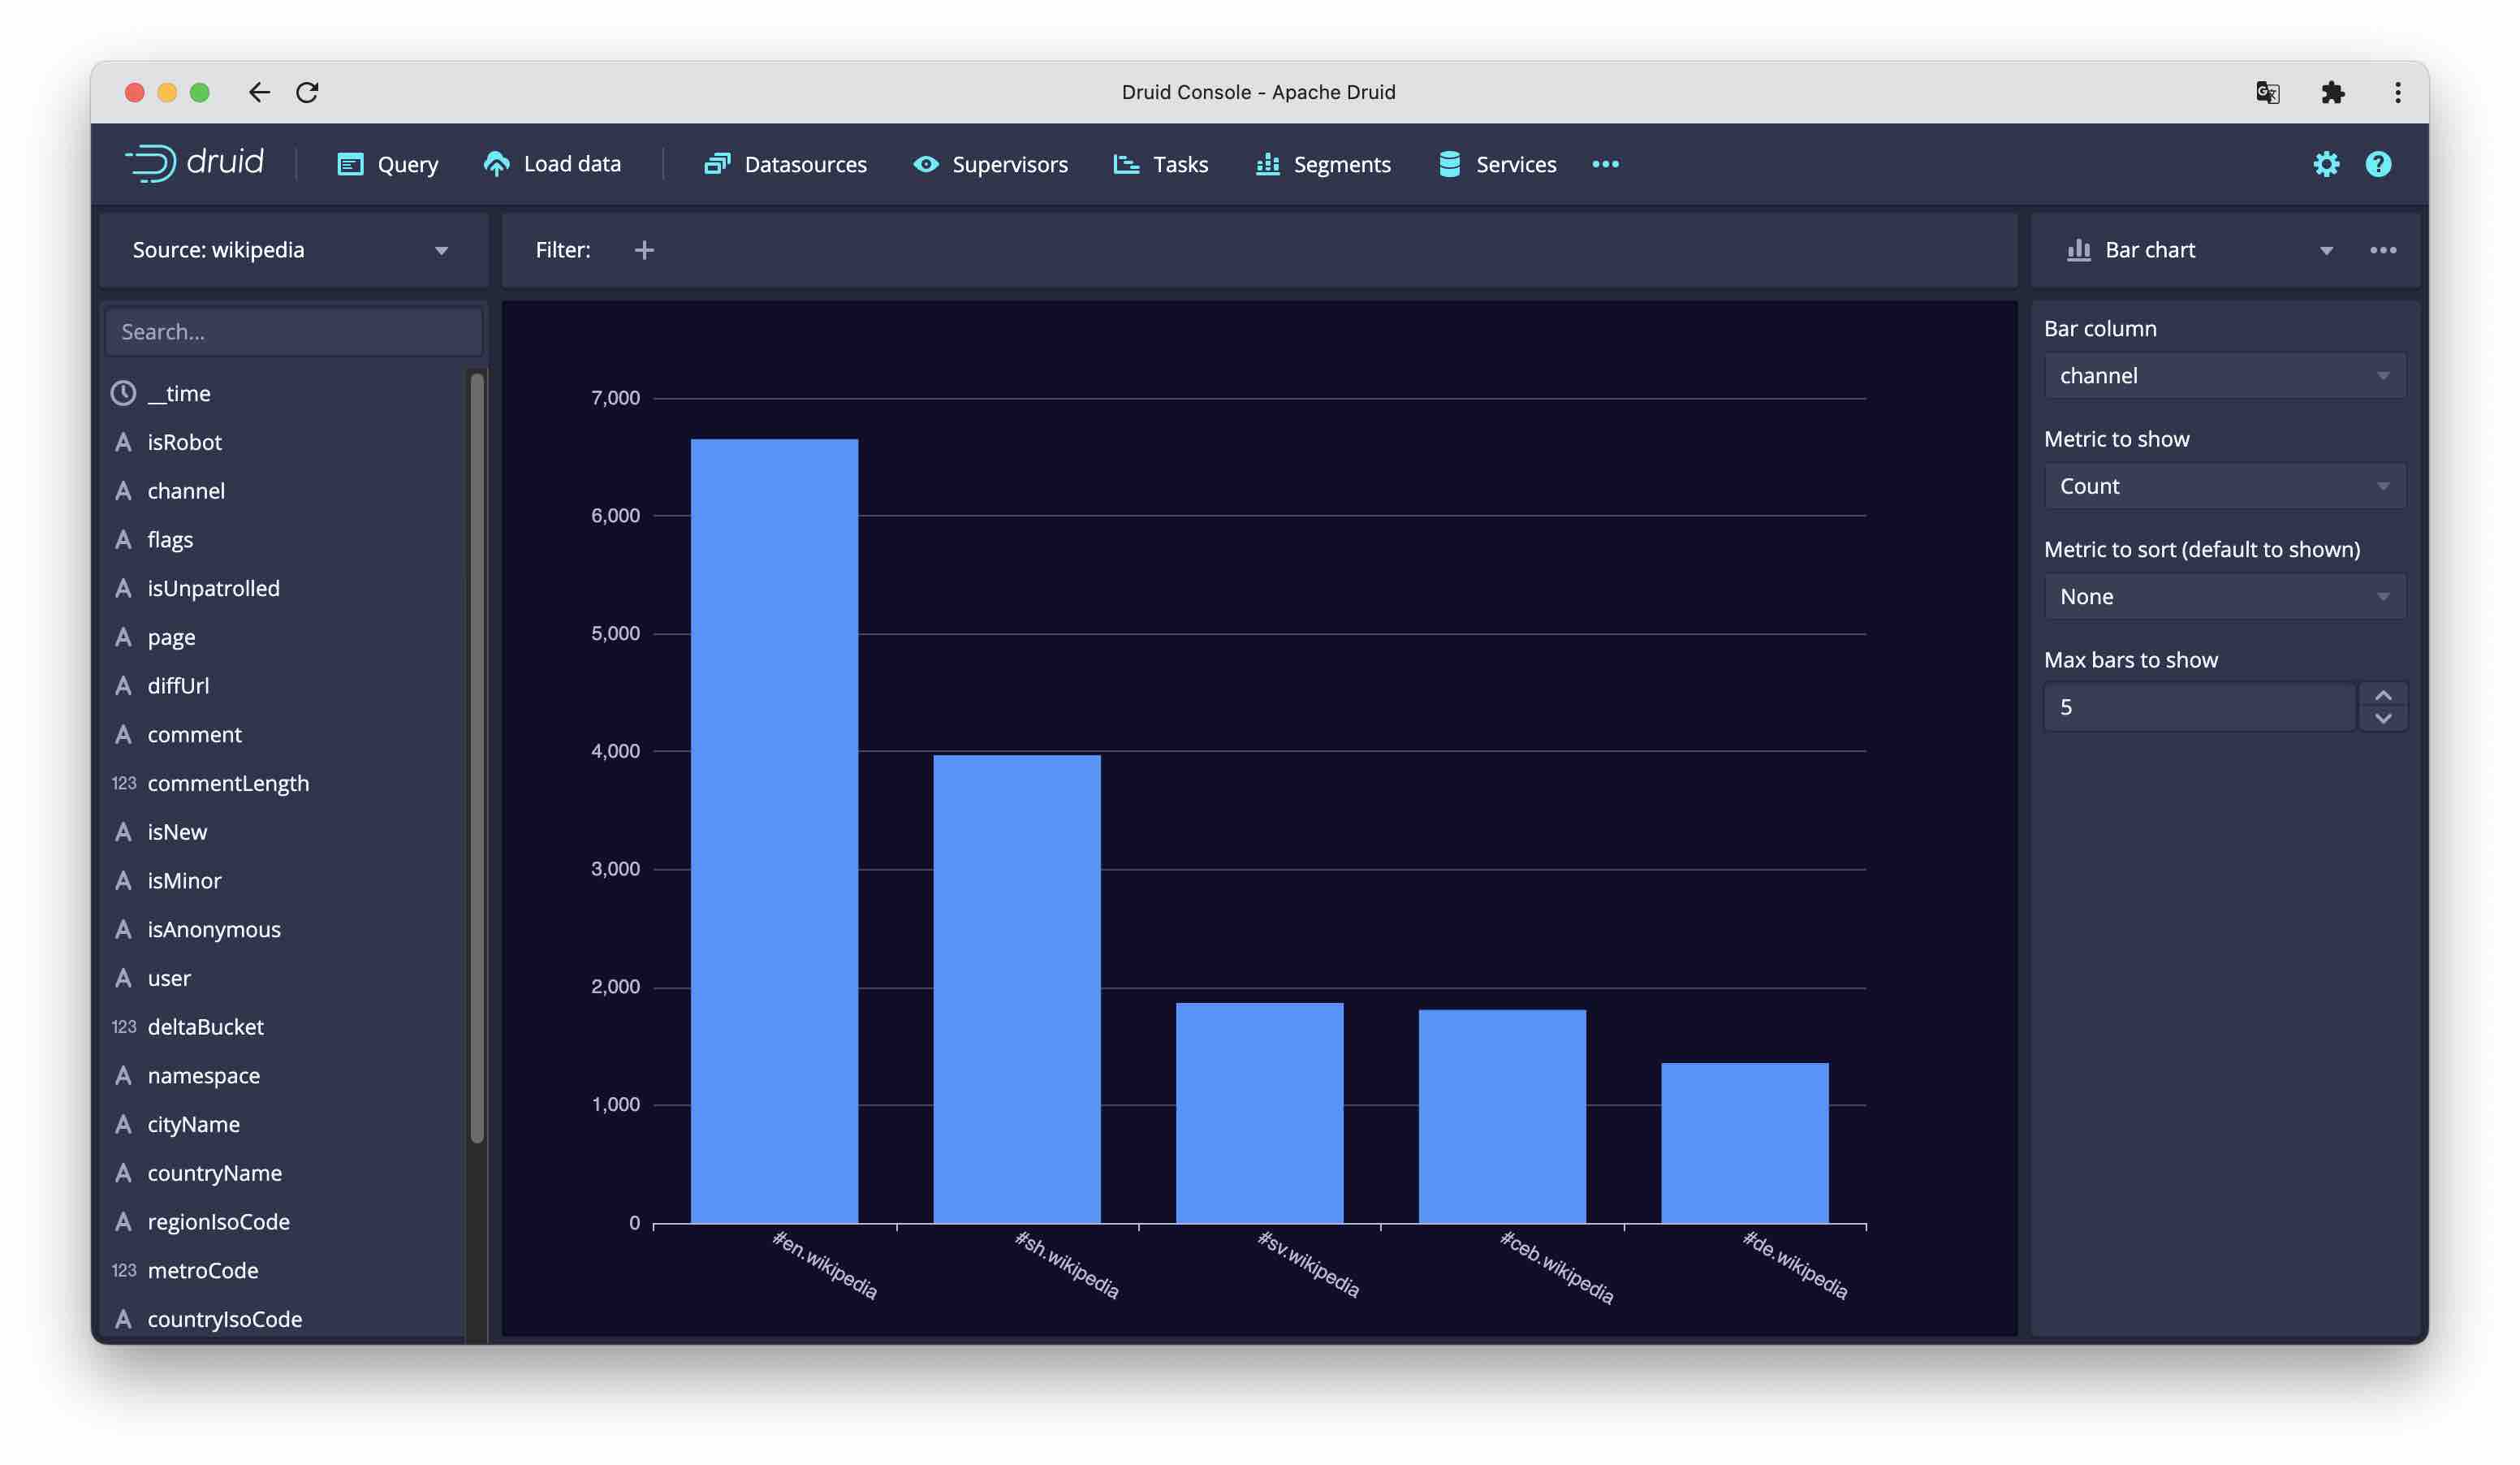 Druid Console - Apache Druid
druid Query Load data Datasources Supervisors Tasks Segments Services
Source: wikipedia
Filter:
Bar chart
Search...
__time
isRobot
channel
flags
isUnpatrolled
page
diffUrl
comment
123 commentLength
isNew
isMinor
isAnonymous
user
123 deltaBucket
namespace
cityName
countryName
regionIsoCode
123 metroCode
countryIsoCode
7,000
6,000
5,000
4,000
3,000
2,000
1,000
0
#en.wikipedia
#sh.wikipedia
#sv.wikipedia
#ceb.wikipedia
#de.wikipedia
Bar column
channel
Metric to show
Count
Metric to sort (default to shown)
None
Max bars to show
5